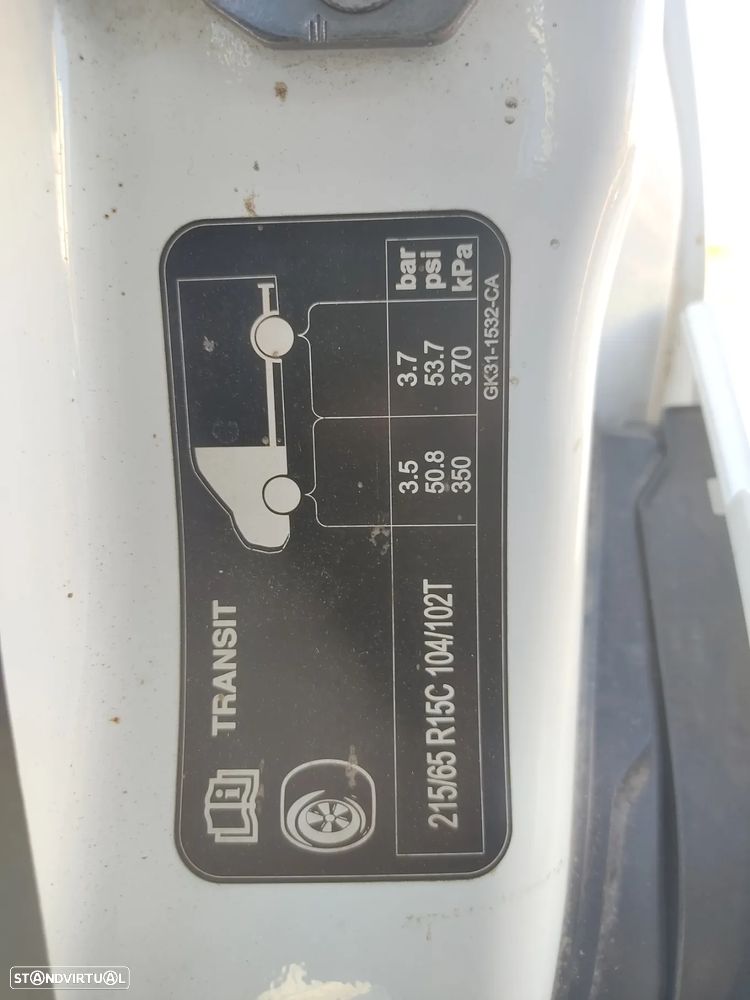 TRANSIT
bar
psi
kPa
215/65 R15C 104/102T
3.5
50.8
350
3.7
53.7
370
GK31-1532-CA
STANDVIRTUAL